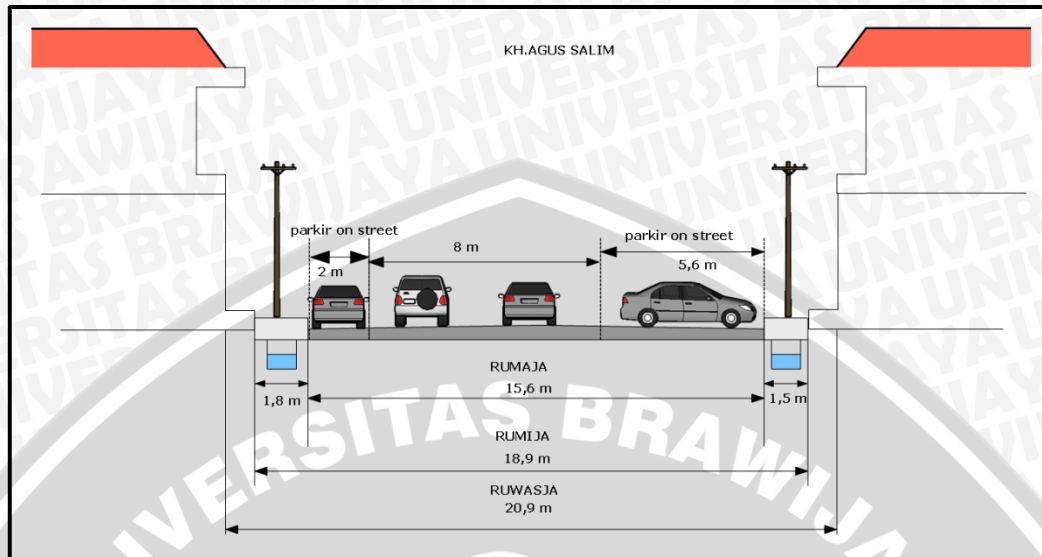 KH.AGUS SALIM
parkir on street
2 m
8 m
parkir on street
5,6 m
RUMAJA
15,6 m
1,8 m
1,5 m
RUMIJA
18,9 m
RUWASJA
20,9 m
UNIVERSITAS BRAWIJAYA